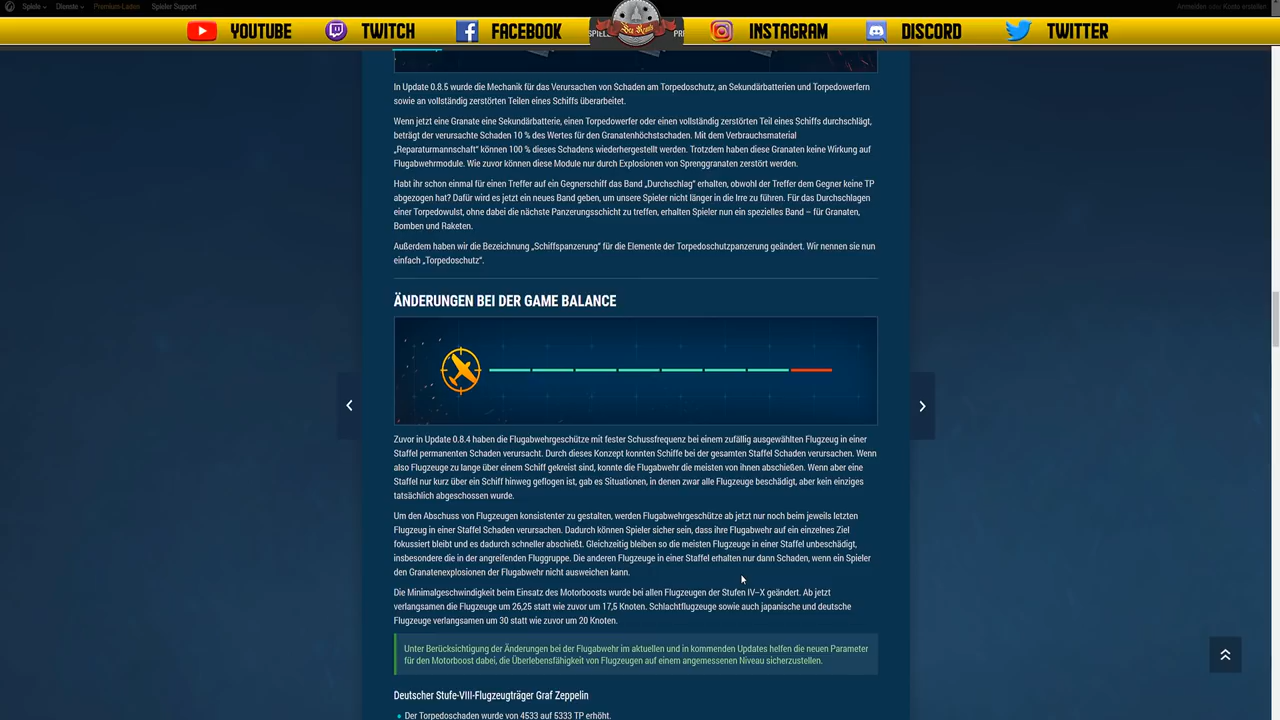 Spiele
Dienste
Premium-Laden
Spieler Support
Anmelden oder Konto erstellen
YOUTUBE
TWITCH
FACEBOOK
INSTAGRAM
DISCORD
TWITTER
In Update 0.8.5 wurde die Mechanik für das Verursachen von Schaden am Torpedoschutz, an Sekundärbatterien und Torpedowerfern
sowie an vollständig zerstörten Teilen eines Schiffs überarbeitet.
Wenn jetzt eine Granate eine Sekundärbatterie, einen Torpedowerfer oder einen vollständig zerstörten Teil eines Schiffs durchschlägt,
beträgt der verursachte Schaden 10 % des Wertes für den Granatenhöchstschaden. Mit dem Verbrauchsmaterial
„Reparaturmannschaft“ können 100 % dieses Schadens wiederhergestellt werden. Trotzdem haben diese Granaten keine Wirkung auf
Flugabwehrmodule. Wie zuvor können diese Module nur durch Explosionen von Sprenggranaten zerstört werden.
Habt ihr schon einmal für einen Treffer auf ein Gegnerschiff das Band „Durchschlag“ erhalten, obwohl der Treffer dem Gegner keine TP
abgezogen hat? Dafür wird es jetzt ein neues Band geben, um unsere Spieler nicht länger in die Irre zu führen. Für das Durchschlagen
einer Torpedowulst, ohne dabei die nächste Panzerungsschicht zu treffen, erhalten Spieler nun ein spezielles Band – für Granaten,
Bomben und Raketen.
Außerdem haben wir die Bezeichnung „Schiffspanzerung“ für die Elemente der Torpedoschutzpanzerung geändert. Wir nennen sie nun
einfach „Torpedoschutz“.
ÄNDERUNGEN BEI DER GAME BALANCE
Zuvor in Update 0.8.4 haben die Flugabwehrgeschütze mit fester Schussfrequenz bei einem zufällig ausgewählten Flugzeug in einer
Staffel permanenten Schaden verursacht. Durch dieses Konzept konnten Schiffe bei der gesamten Staffel Schaden verursachen. Wenn
also Flugzeuge zu lange über einem Schiff gekreist sind, konnte die Flugabwehr die meisten von ihnen abschießen. Wenn aber eine
Staffel nur kurz über ein Schiff hinweg geflogen ist, gab es Situationen, in denen zwar alle Flugzeuge beschädigt, aber kein einziges
tatsächlich abgeschossen wurde.
Um den Abschuss von Flugzeugen konsistenter zu gestalten, werden Flugabwehrgeschütze ab jetzt nur noch beim jeweils letzten
Flugzeug in einer Staffel Schaden verursachen. Dadurch können Spieler sicher sein, dass ihre Flugabwehr auf ein einzelnes Ziel
fokussiert bleibt und es dadurch schneller abschießt. Gleichzeitig bleiben so die meisten Flugzeuge in einer Staffel unbeschädigt,
insbesondere die in der angreifenden Fluggruppe. Die anderen Flugzeuge in einer Staffel erhalten nur dann Schaden, wenn ein Spieler
den Granatenexplosionen der Flugabwehr nicht ausweichen kann.
Die Minimalgeschwindigkeit beim Einsatz des Motorboosts wurde bei allen Flugzeugen der Stufen IV–X geändert. Ab jetzt
verlangsamen die Flugzeuge um 26,25 statt wie zuvor um 17,5 Knoten. Schlachtflugzeuge sowie auch japanische und deutsche
Flugzeuge verlangsamen um 30 statt wie zuvor um 20 Knoten.
Unter Berücksichtigung der Änderungen bei der Flugabwehr im aktuellen und in kommenden Updates helfen die neuen Parameter
für den Motorboost dabei, die Überlebensfähigkeit von Flugzeugen auf einem angemessenen Niveau sicherzustellen.
Deutscher Stufe-VIII-Flugzeugträger Graf Zeppelin
Der Torpedoschaden wurde von 4533 auf 5333 TP erhöht.